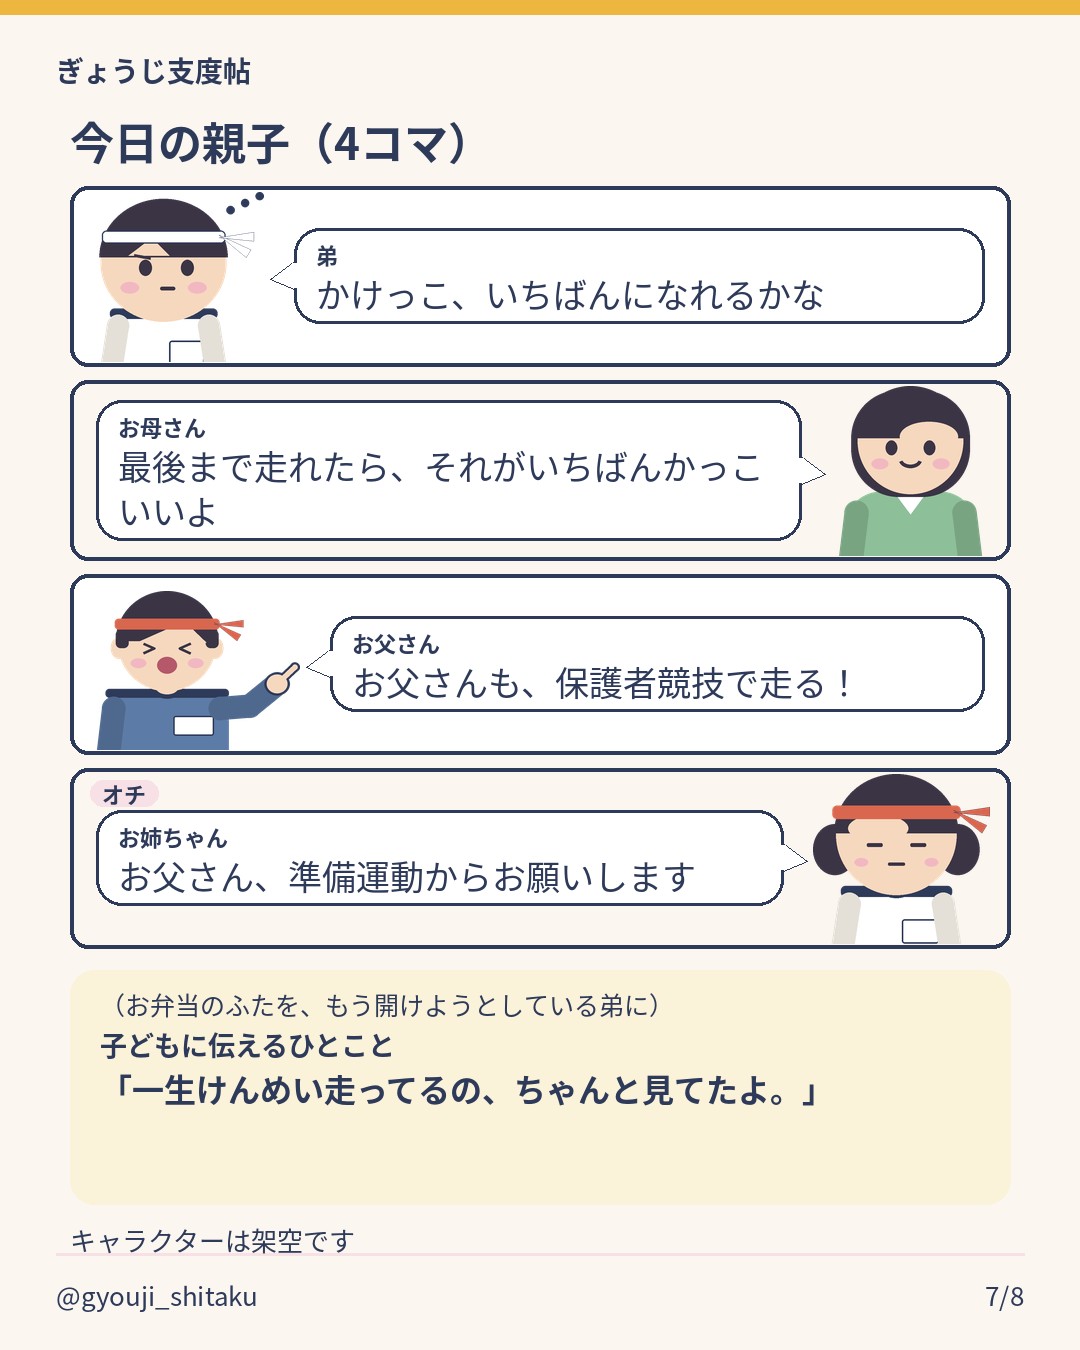 ぎょうじ支度帖
今日の親子（4コマ）
弟
かけっこ、いちばんになれるかな
お母さん
最後まで走れたら、それがいちばんかっこ
いいよ
お父さん
お父さんも、保護者競技で走る！
オチ
お姉ちゃん
お父さん、準備運動からお願いします
（お弁当のふたを、もう開けようとしている弟に）
子どもに伝えるひとこと
「一生けんめい走ってるの、ちゃんと見てたよ。」
キャラクターは架空です
@gyouji_shitaku
7/8